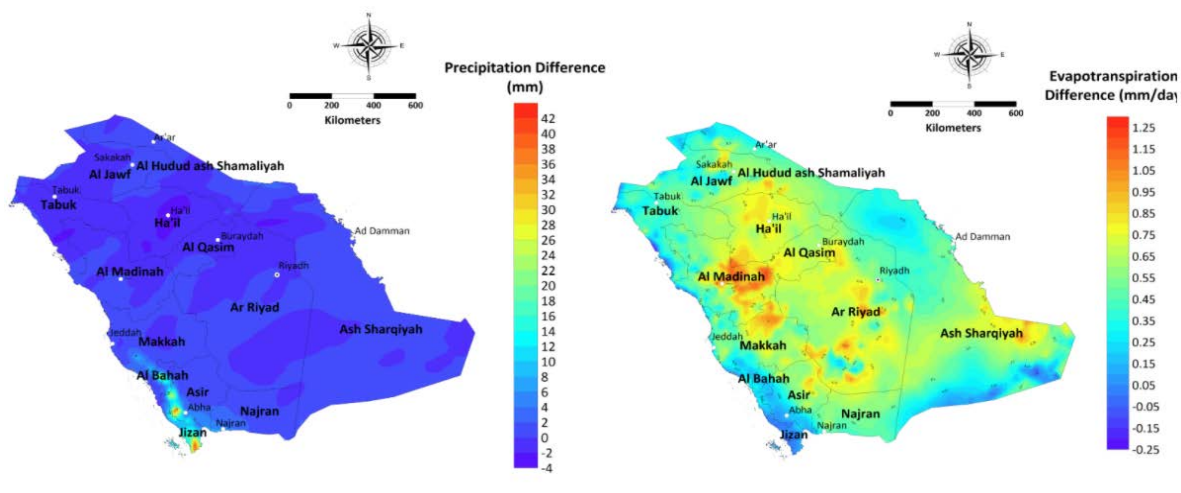 N
W
E
S
0 200 400 600
Kilometers
Precipitation Difference
(mm)
42
40
38
36
34
32
30
28
26
24
22
20
18
16
14
12
10
8
6
4
2
0
-2
-4
Ar'ar
Sakakah
Al Hudud ash Shamaliyah
Al Jawf
Tabuk
Tabuk
Ha'il
Ha'il
Buraydah
Al Qasim
Ad Damman
Riyadh
Al Madinah
Ar Riyad
Ash Sharqiyah
Jeddah
Makkah
Al Bahah
Asir
Abha
Najran
Najran
Jizan
N
W
E
S
0 200 400 600
Kilometers
Evapotranspiration
Difference (mm/day
1.25
1.15
1.05
0.95
0.85
0.75
0.65
0.55
0.45
0.35
0.25
0.15
0.05
-0.05
-0.15
-0.25
Ar'ar
Sakakah
Al Hudud ash Shamaliyah
Al Jawf
Tabuk
Tabuk
Ha'il
Ha'il
Buraydah
Al Qasim
Ad Damman
Al Madinah
Riyadh
Ar Riyad
Ash Sharqiyah
Jeddah
Makkah
Al Bahah
Asir
Abha
Najran
Najran
Jizan